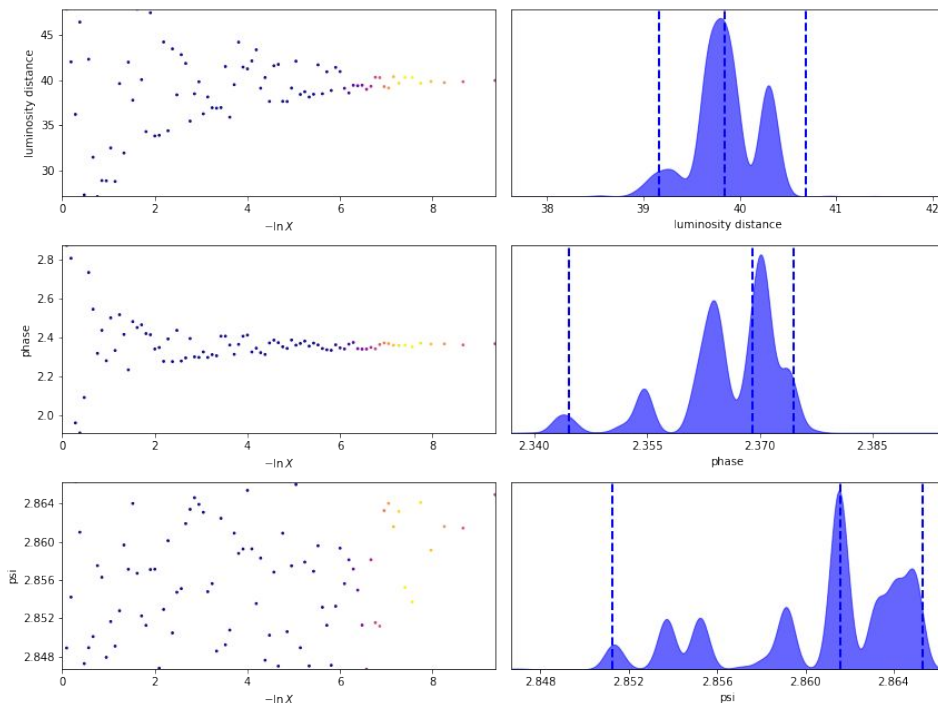 luminosity distance
45
40
35
30
0 2 4 6 8
−ln X
38 39 40 41 42
luminosity distance
phase
2.8
2.6
2.4
2.2
2.0
0 2 4 6 8
−ln X
2.340 2.355 2.370 2.385
phase
psi
2.864
2.860
2.856
2.852
2.848
0 2 4 6 8
−ln X
2.848 2.852 2.856 2.860 2.864
psi